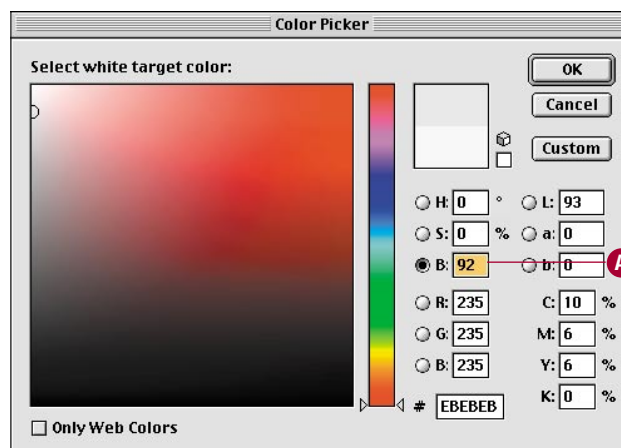 Color Picker
Select white target color:
OK
Cancel
Custom
H: 0 °
L: 93
S: 0 %
a: 0
B: 92
b: 0
A
R: 235
C: 10 %
G: 235
M: 6 %
B: 235
Y: 6 %
# EBEBEB
K: 0 %
Only Web Colors